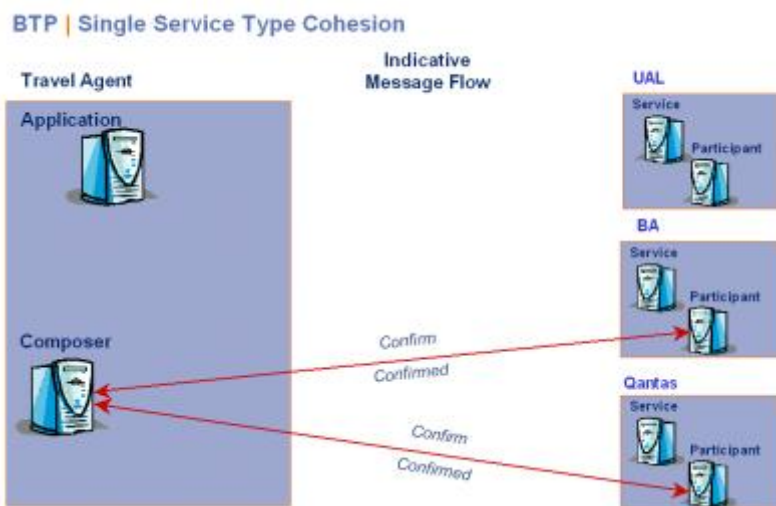 BTP | Single Service Type Cohesion
Indicative
Message Flow
Travel Agent
UAL
Application
Service
Participant
BA
Service
Participant
Composer
Confirm
Confirmed
Qantas
Service
Confirm
Participant
Confirmed